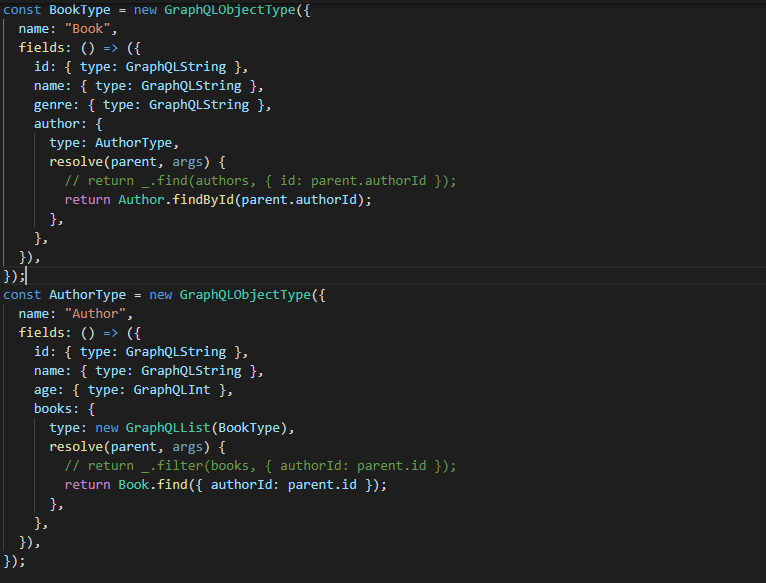 const BookType = new GraphQLObjectType({
  name: "Book",
  fields: () => ({
    id: { type: GraphQLString },
    name: { type: GraphQLString },
    genre: { type: GraphQLString },
    author: {
      type: AuthorType,
      resolve(parent, args) {
        // return _.find(authors, { id: parent.authorId });
        return Author.findById(parent.authorId);
      },
    },
  }),
});
const AuthorType = new GraphQLObjectType({
  name: "Author",
  fields: () => ({
    id: { type: GraphQLString },
    name: { type: GraphQLString },
    age: { type: GraphQLInt },
    books: {
      type: new GraphQLList(BookType),
      resolve(parent, args) {
        // return _.filter(books, { authorId: parent.id });
        return Book.find({ authorId: parent.id });
      },
    },
  }),
});